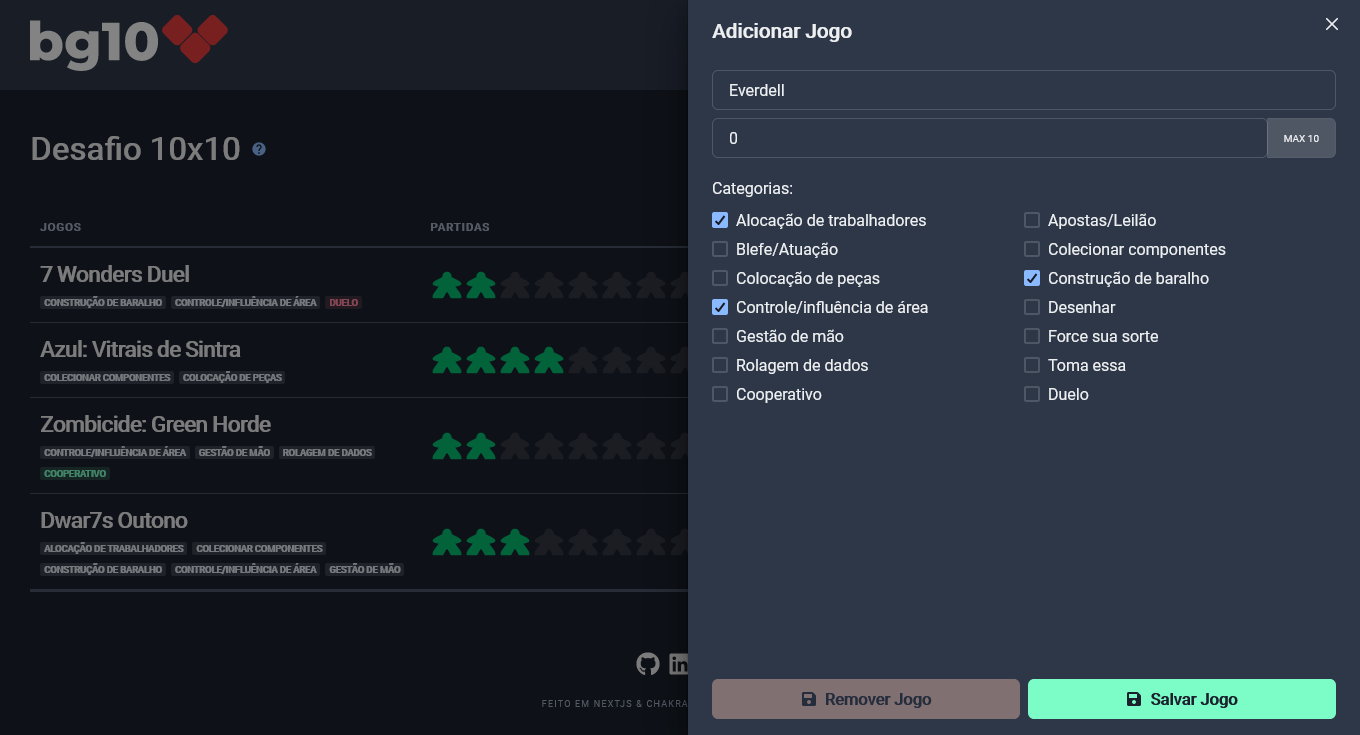 bg10
Desafio 10x10
?
JOGOS
PARTIDAS
7 Wonders Duel
CONSTRUÇÃO DE BARALHO CONTROLE/INFLUÊNCIA DE ÁREA DUELO
Azul: Vitrais de Sintra
COLECIONAR COMPONENTES COLOCAÇÃO DE PEÇAS
Zombicide: Green Horde
CONTROLE/INFLUÊNCIA DE ÁREA GESTÃO DE MÃO ROLAGEM DE DADOS
COOPERATIVO
Dwar7s Outono
ALOCAÇÃO DE TRABALHADORES COLECIONAR COMPONENTES
CONSTRUÇÃO DE BARALHO CONTROLE/INFLUÊNCIA DE ÁREA GESTÃO DE MÃO
in
FEITO EM NEXTJS & CHAKRA
Adicionar Jogo
Everdell
0
MAX 10
Categorias:
Alocação de trabalhadores
Apostas/Leilão
Blefe/Atuação
Colecionar componentes
Colocação de peças
Construção de baralho
Controle/influência de área
Desenhar
Gestão de mão
Force sua sorte
Rolagem de dados
Toma essa
Cooperativo
Duelo
Remover Jogo
Salvar Jogo